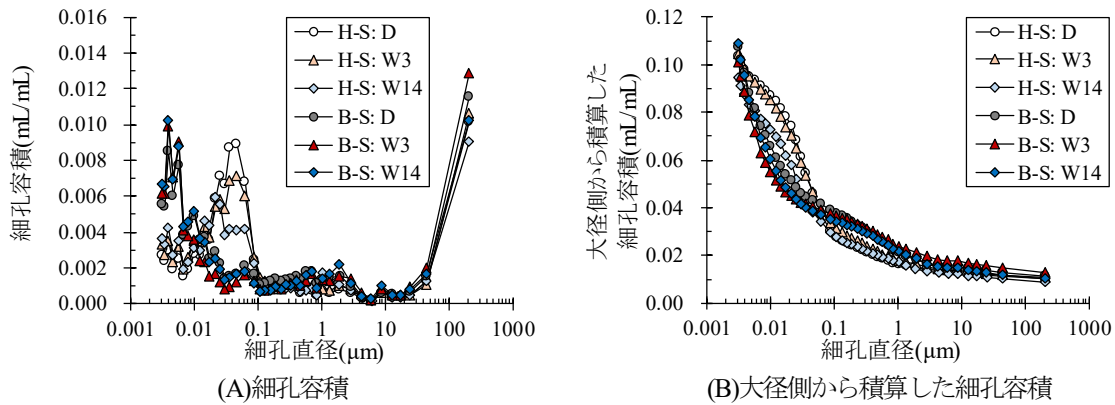 0.016
0.014
0.012
0.010
0.008
0.006
0.004
0.002
0.000
細孔容積(mL/mL)
0.001 0.01 0.1 1 10 100 1000
細孔直径(μm)
H-S: D
H-S: W3
H-S: W14
B-S: D
B-S: W3
B-S: W14
(A)細孔容積
0.12
0.10
0.08
0.06
0.04
0.02
0.00
大径側から積算した
細孔容積(mL/mL)
0.001 0.01 0.1 1 10 100 1000
細孔直径(μm)
H-S: D
H-S: W3
H-S: W14
B-S: D
B-S: W3
B-S: W14
(B)大径側から積算した細孔容積